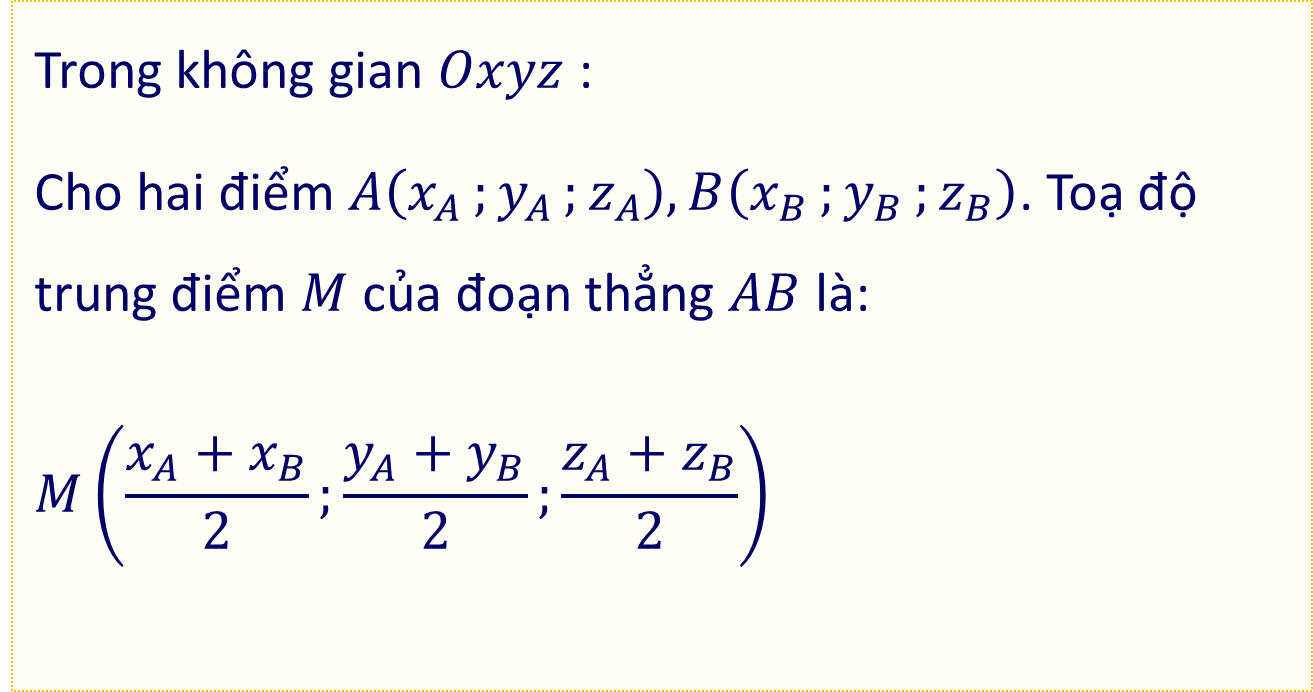 Trong không gian Oxyz :
Cho hai điểm A(x_A ; y_A ; z_A), B(x_B ; y_B ; z_B). Toạ độ
trung điểm M của đoạn thẳng AB là:
M((x_A + x_B)/2 ; (y_A + y_B)/2 ; (z_A + z_B)/2)